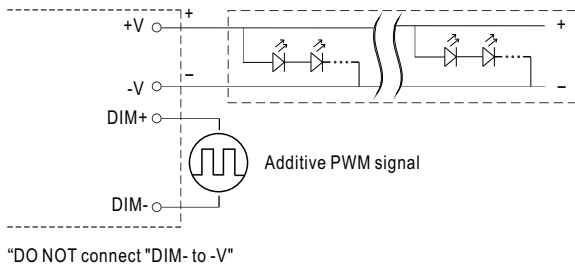 +V + +
-V – –
DIM+
Additive PWM signal
DIM-
“DO NOT connect "DIM- to -V"